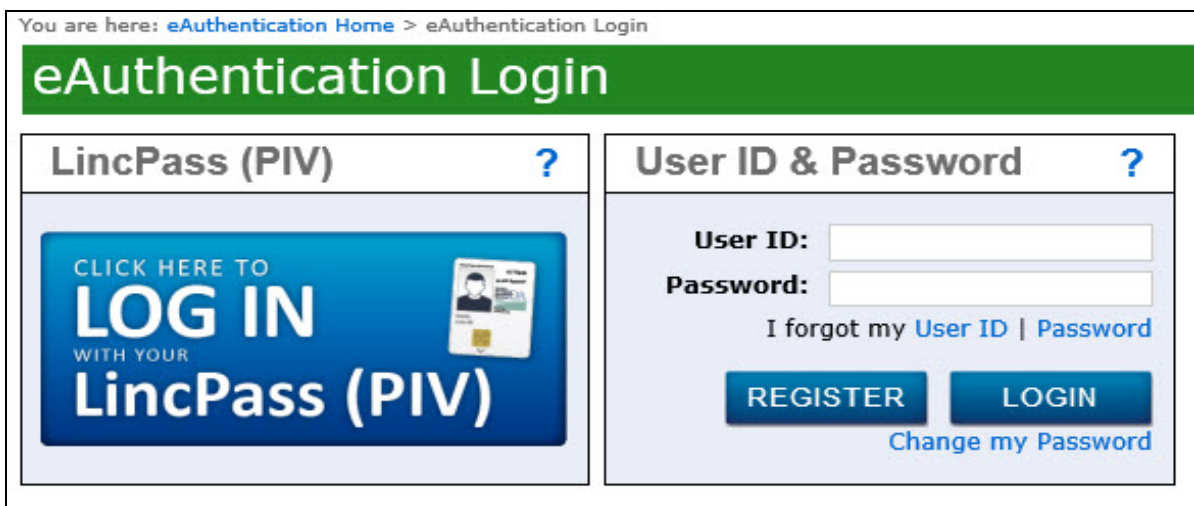 You are here: eAuthentication Home > eAuthentication Login
eAuthentication Login
LincPass (PIV) ?
CLICK HERE TO
LOG IN
WITH YOUR
LincPass (PIV)
User ID & Password ?
User ID:
Password:
I forgot my User ID | Password
REGISTER LOGIN
Change my Password